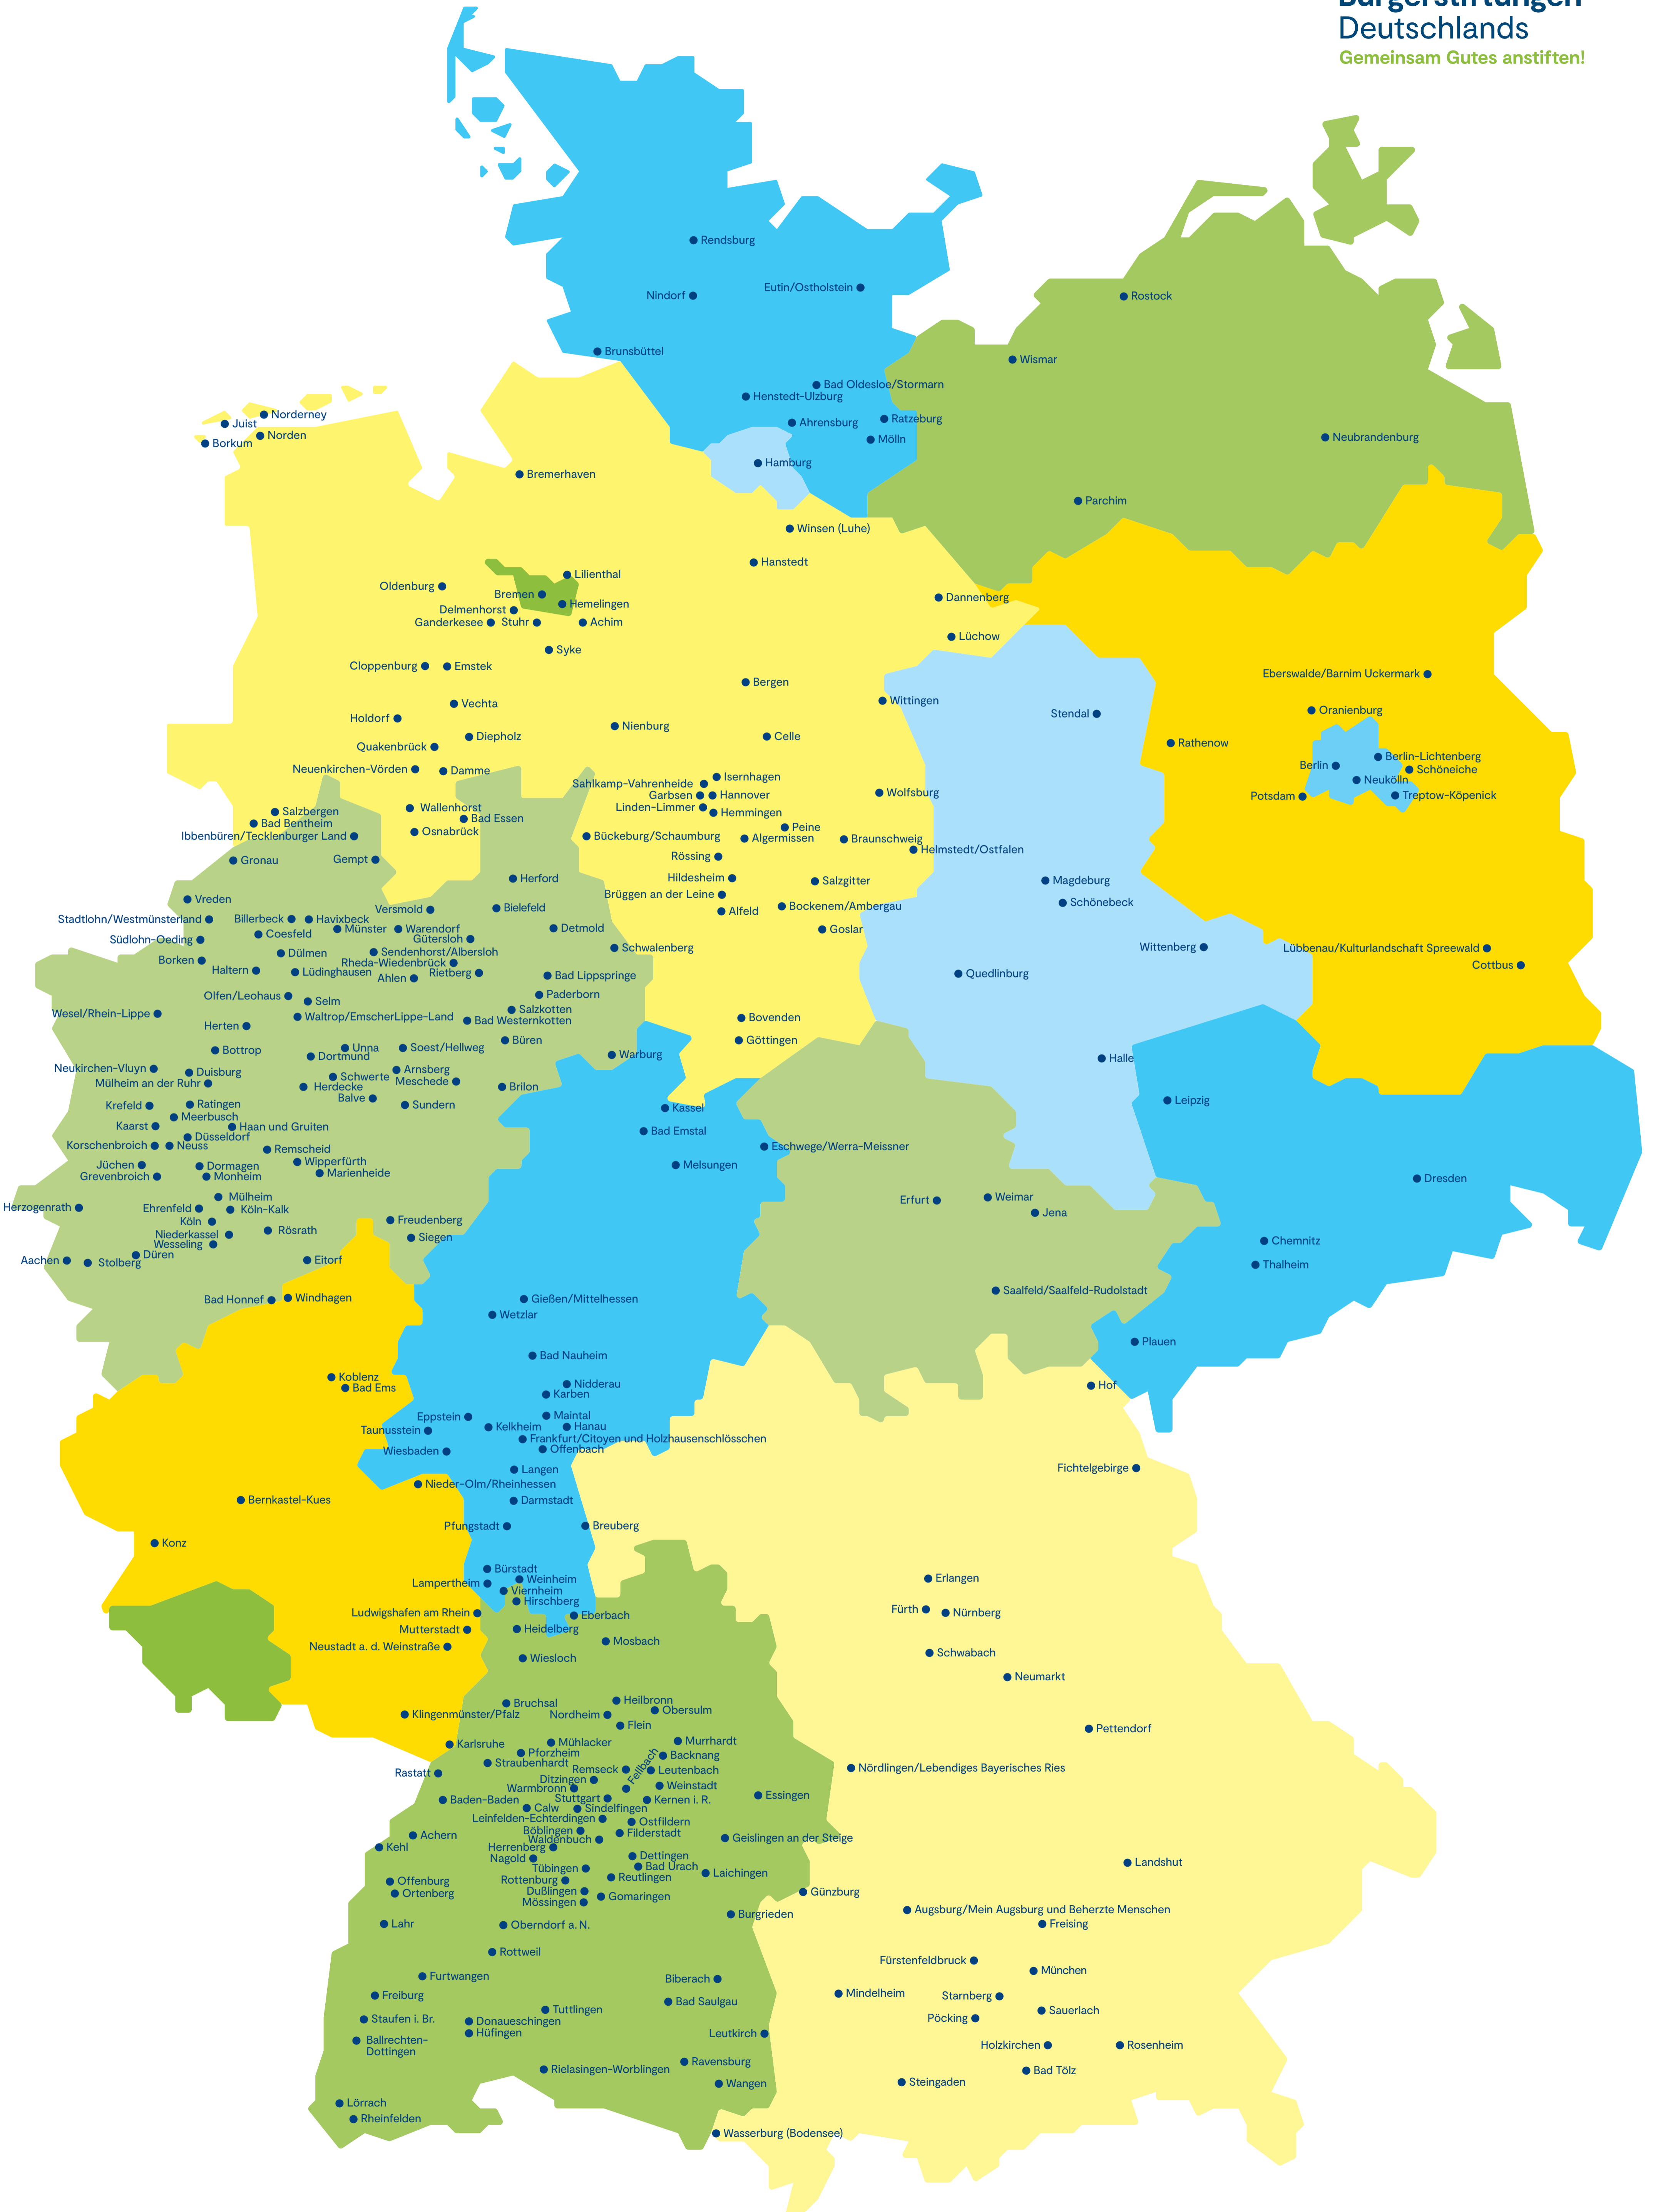 Bürgerstiftungen
Deutschlands
Gemeinsam Gutes anstiften!
Rendsburg
Nindorf
Eutin/Ostholstein
Rostock
Brunsbüttel
Wismar
Bad Oldesloe/Stormarn
Henstedt-Ulzburg
Ahrensburg
Ratzeburg
Mölln
Hamburg
Neubrandenburg
Parchim
Norderney
Juist
Norden
Borkum
Bremerhaven
Winsen (Luhe)
Hanstedt
Lilienthal
Oldenburg
Bremen
Hemelingen
Delmenhorst
Ganderkesee
Stuhr
Achim
Dannenberg
Lüchow
Syke
Cloppenburg
Emstek
Bergen
Wittingen
Stendal
Eberswalde/Barnim Uckermark
Oranienburg
Vechta
Holdorf
Nienburg
Celle
Diepholz
Quakenbrück
Rathenow
Berlin-Lichtenberg
Berlin
Schöneiche
Neukölln
Potsdam
Treptow-Köpenick
Neuenkirchen-Vörden
Damme
Isernhagen
Sahlkamp-Vahrenheide
Garbsen
Hannover
Wolfsburg
Linden-Limmer
Hemmingen
Salzbergen
Bad Bentheim
Wallenhorst
Bad Essen
Osnabrück
Ibbenbüren/Tecklenburger Land
Bückeburg/Schaumburg
Peine
Algermissen
Braunschweig
Helmstedt/Ostfalen
Gronau
Gempt
Rössing
Herford
Hildesheim
Salzgitter
Magdeburg
Brüggen an der Leine
Schönebeck
Vreden
Versmold
Bielefeld
Alfeld
Bockenem/Ambergau
Stadtlohn/Westmünsterland
Billerbeck
Havixbeck
Münster
Warendorf
Detmold
Goslar
Coesfeld
Gütersloh
Südlohn-Oeding
Schwalenberg
Wittenberg
Lübbenau/Kulturlandschaft Spreewald
Dülmen
Sendenhorst/Albersloh
Borken
Rheda-Wiedenbrück
Cottbus
Haltern
Lüdinghausen
Ahlen
Rietberg
Bad Lippspringe
Quedlinburg
Olfen/Leohaus
Selm
Paderborn
Salzkotten
Wesel/Rhein-Lippe
Waltrop/EmscherLippe-Land
Bad Westernkotten
Bovenden
Herten
Büren
Göttingen
Bottrop
Unna
Soest/Hellweg
Dortmund
Warburg
Halle
Neukirchen-Vluyn
Duisburg
Arnsberg
Schwerte
Meschede
Mülheim an der Ruhr
Herdecke
Brilon
Balve
Leipzig
Krefeld
Ratingen
Sundern
Kassel
Meerbusch
Kaarst
Haan und Gruiten
Bad Emstal
Düsseldorf
Korschenbroich
Neuss
Remscheid
Eschwege/Werra-Meissner
Jüchen
Dormagen
Wipperfürth
Melsungen
Grevenbroich
Monheim
Marienheide
Dresden
Mülheim
Erfurt
Weimar
Herzogenrath
Ehrenfeld
Köln-Kalk
Jena
Köln
Freudenberg
Niederkassel
Rösrath
Siegen
Chemnitz
Wesseling
Düren
Aachen
Stolberg
Eitorf
Thalheim
Saalfeld/Saalfeld-Rudolstadt
Bad Honnef
Windhagen
Gießen/Mittelhessen
Wetzlar
Plauen
Bad Nauheim
Koblenz
Bad Ems
Nidderau
Karben
Hof
Eppstein
Maintal
Kelkheim
Hanau
Taunusstein
Frankfurt/Citoyen und Holzhausenschlösschen
Wiesbaden
Offenbach
Langen
Fichtelgebirge
Nieder-Olm/Rheinhessen
Bernkastel-Kues
Darmstadt
Pfungstadt
Breuberg
Konz
Bürstadt
Weinheim
Lampertheim
Viernheim
Hirschberg
Erlangen
Ludwigshafen am Rhein
Eberbach
Fürth
Nürnberg
Mutterstadt
Heidelberg
Mosbach
Neustadt a. d. Weinstraße
Wiesloch
Schwabach
Neumarkt
Bruchsal
Heilbronn
Obersulm
Klingenmünster/Pfalz
Nordheim
Flein
Pettendorf
Karlsruhe
Mühlacker
Murrhardt
Pforzheim
Backnang
Straubenhardt
Remseck
Fellbach
Leutenbach
Nördlingen/Lebendiges Bayerisches Ries
Rastatt
Ditzingen
Warmbronn
Weinstadt
Essingen
Baden-Baden
Stuttgart
Kernen i. R.
Calw
Sindelfingen
Leinfelden-Echterdingen
Ostfildern
Böblingen
Filderstadt
Achern
Waldenbuch
Geislingen an der Steige
Kehl
Herrenberg
Nagold
Dettingen
Tübingen
Bad Urach
Laichingen
Landshut
Offenburg
Rottenburg
Reutlingen
Ortenberg
Dußlingen
Gomaringen
Günzburg
Mössingen
Burgrieden
Augsburg/Mein Augsburg und Beherzte Menschen
Lahr
Oberndorf a. N.
Freising
Rottweil
Fürstenfeldbruck
Furtwangen
Biberach
München
Freiburg
Bad Saulgau
Mindelheim
Starnberg
Tuttlingen
Sauerlach
Staufen i. Br.
Donaueschingen
Pöcking
Hüfingen
Leutkirch
Ballrechten-
Dottingen
Holzkirchen
Rosenheim
Ravensburg
Rielasingen-Worblingen
Bad Tölz
Wangen
Steingaden
Lörrach
Rheinfelden
Wasserburg (Bodensee)